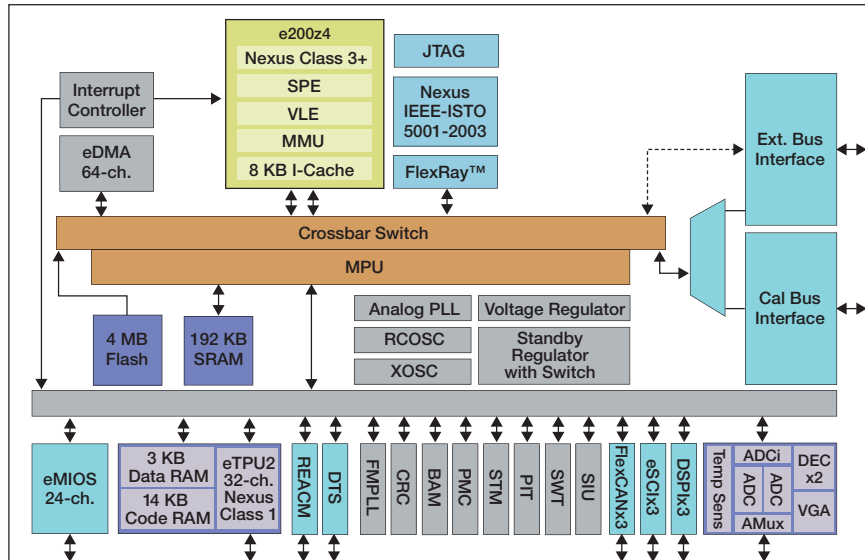 e200z4
Nexus Class 3+
SPE
VLE
MMU
8 KB I-Cache
JTAG
Nexus
IEEE-ISTO
5001-2003
FlexRay™
Interrupt
Controller
eDMA
64-ch.
Ext. Bus
Interface
Crossbar Switch
MPU
Cal Bus
Interface
4 MB
Flash
192 KB
SRAM
Analog PLL
RCOSC
XOSC
Voltage Regulator
Standby
Regulator
with Switch
eMIOS
24-ch.
3 KB
Data RAM
14 KB
Code RAM
eTPU2
32-ch.
Nexus
Class 1
REACM
DTS
FMPLL
CRC
BAM
PMC
STM
PIT
SWT
SIU
FlexCANx3
eSCIx3
DSPIx3
Temp Sens
ADCi
ADC
ADC
AMux
DEC
x2
VGA